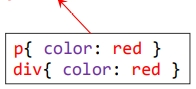 p{ color: red }
div{ color: red }